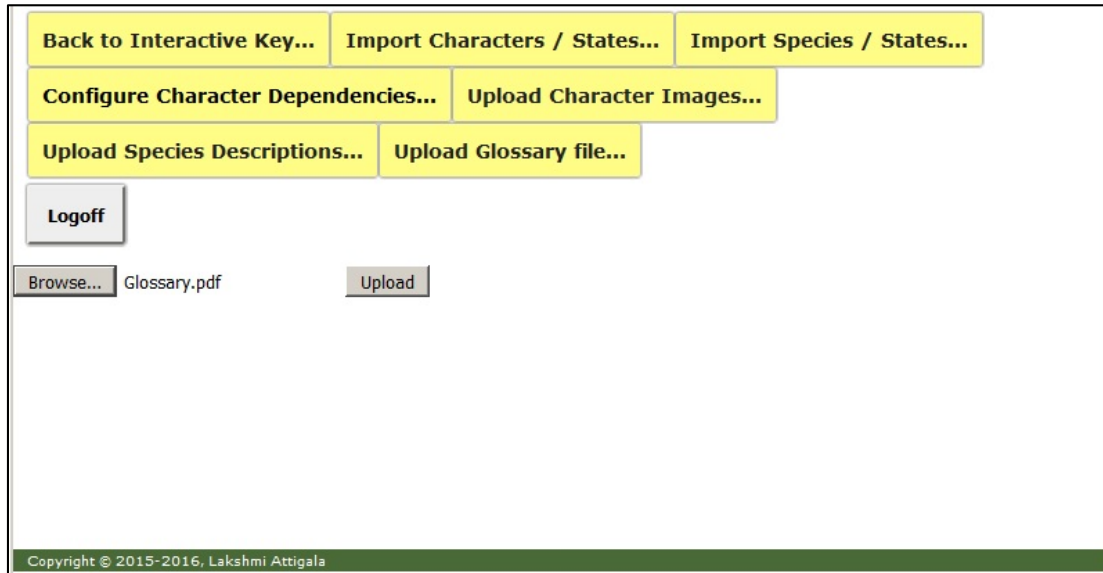 Back to Interactive Key... Import Characters / States... Import Species / States...
Configure Character Dependencies... Upload Character Images...
Upload Species Descriptions... Upload Glossary file...
Logoff
Browse... Glossary.pdf Upload
Copyright © 2015-2016, Lakshmi Attigala